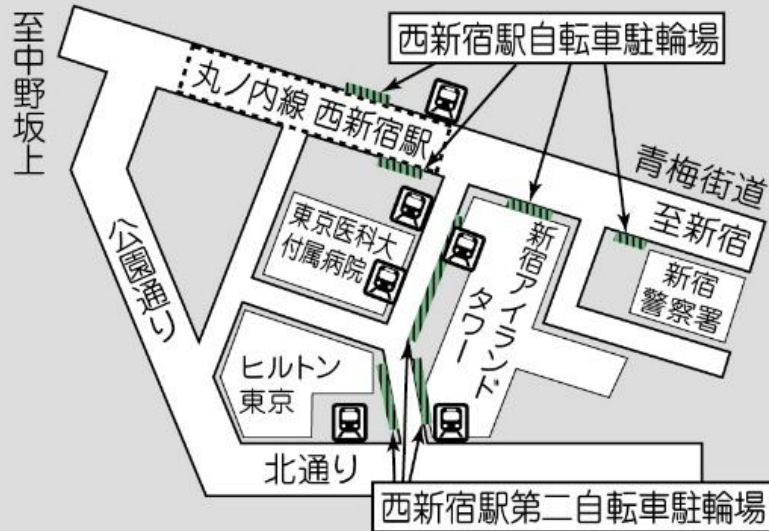 至中野坂上
西新宿駅自転車駐輪場
丸ノ内線 西新宿駅
青梅街道
至新宿
東京医科大
付属病院
新宿アイランド
タワー
新宿
警察署
公園通り
ヒルトン
東京
北通り
西新宿駅第二自転車駐輪場